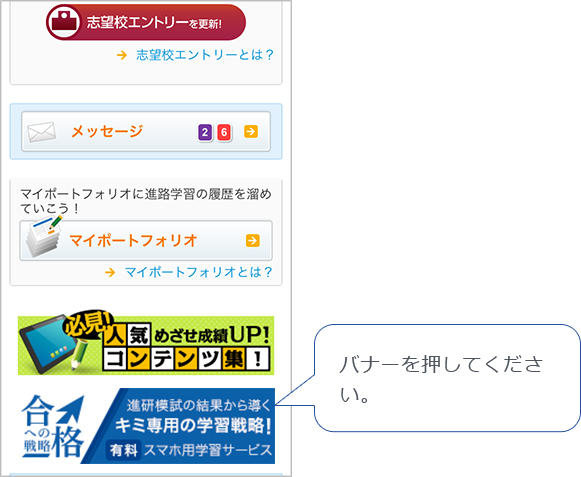 志望校エントリーを更新!
志望校エントリーとは?
メッセージ
2 6
マイポートフォリオに進路学習の履歴を溜め
ていこう!
マイポートフォリオ
マイポートフォリオとは?
必見!
人気めざせ成績UP!
コンテンツ集!
バナーを押してくださ
い。
合格
への
戦略
進研模試の結果から導く
キミ専用の学習戦略!
有料 スマホ用学習サービス